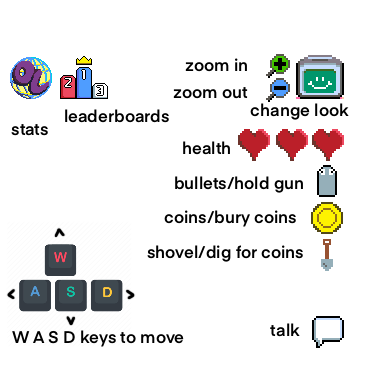 zoom in
zoom out
change look
OL
2 1 3
stats
leaderboards
health
bullets/hold gun
coins/bury coins
shovel/dig for coins
W
A S D
W A S D keys to move
talk